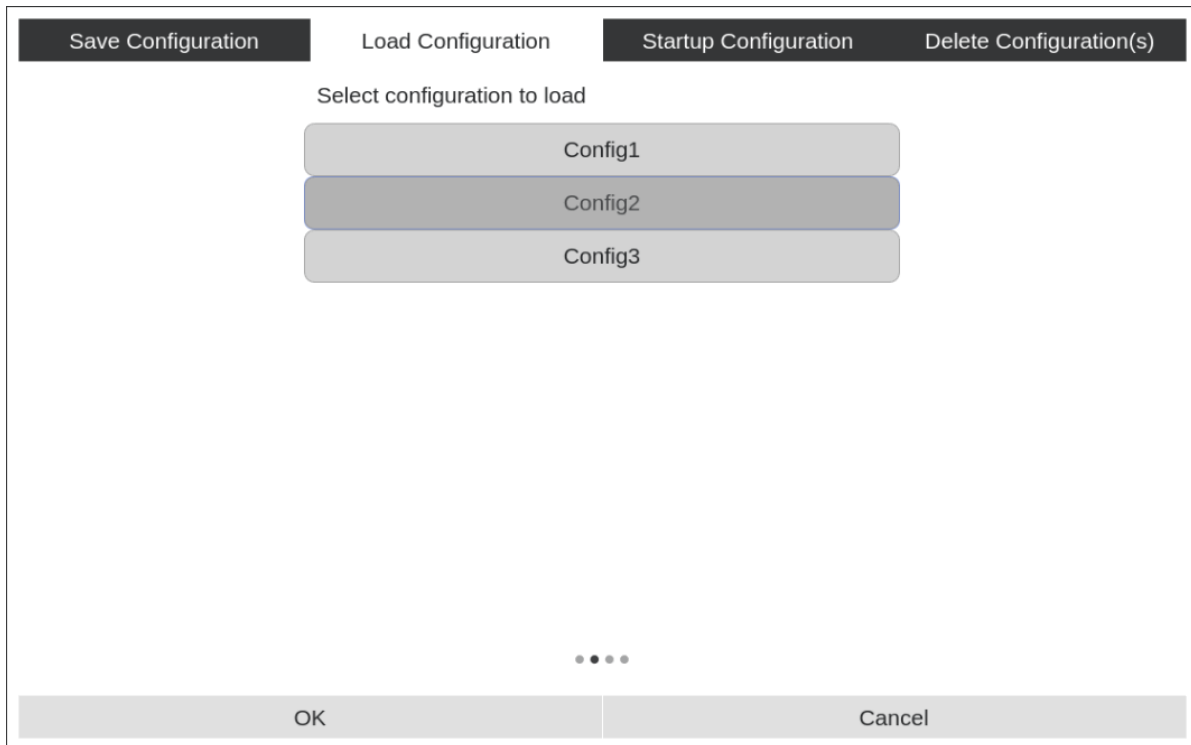 Save Configuration Load Configuration Startup Configuration Delete Configuration(s)
Select configuration to load
Config1
Config2
Config3
OK Cancel